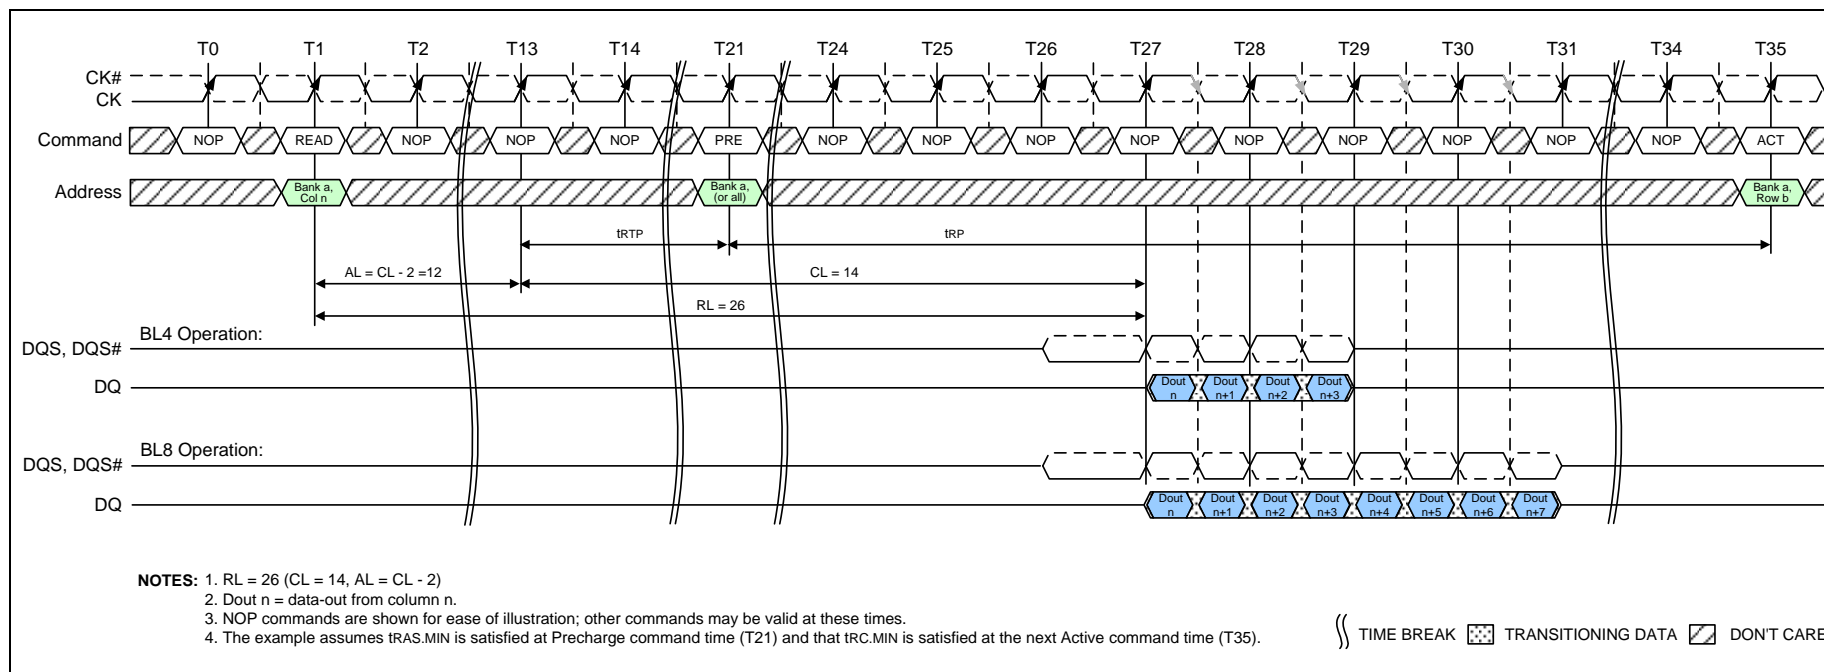 T0 T1 T2 T13 T14 T21 T24 T25 T26 T27 T28 T29 T30 T31 T34 T35
CK#
CK
Command NOP READ NOP NOP NOP PRE NOP NOP NOP NOP NOP NOP NOP NOP NOP ACT
Address Bank a, Col n Bank a, (or all) Bank a, Row b
tRTP tRP
AL = CL - 2 =12 CL = 14
RL = 26
BL4 Operation:
DQS, DQS#
DQ Dout n Dout n+1 Dout n+2 Dout n+3
BL8 Operation:
DQS, DQS#
DQ Dout n Dout n+1 Dout n+2 Dout n+3 Dout n+4 Dout n+5 Dout n+6 Dout n+7
NOTES: 1. RL = 26 (CL = 14, AL = CL - 2)
2. Dout n = data-out from column n.
3. NOP commands are shown for ease of illustration; other commands may be valid at these times.
4. The example assumes tRAS.MIN is satisfied at Precharge command time (T21) and that tRC.MIN is satisfied at the next Active command time (T35).
TIME BREAK TRANSITIONING DATA DON'T CARE